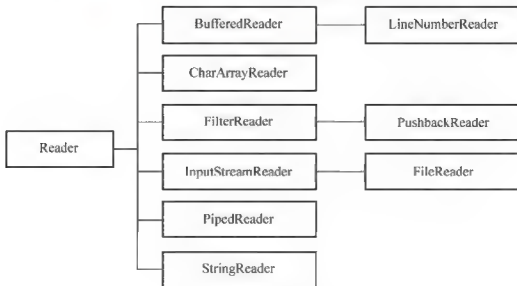 BufferedReader
LineNumberReader
CharArrayReader
FilterReader
PushbackReader
Reader
InputStreamReader
FileReader
PipedReader
StringReader